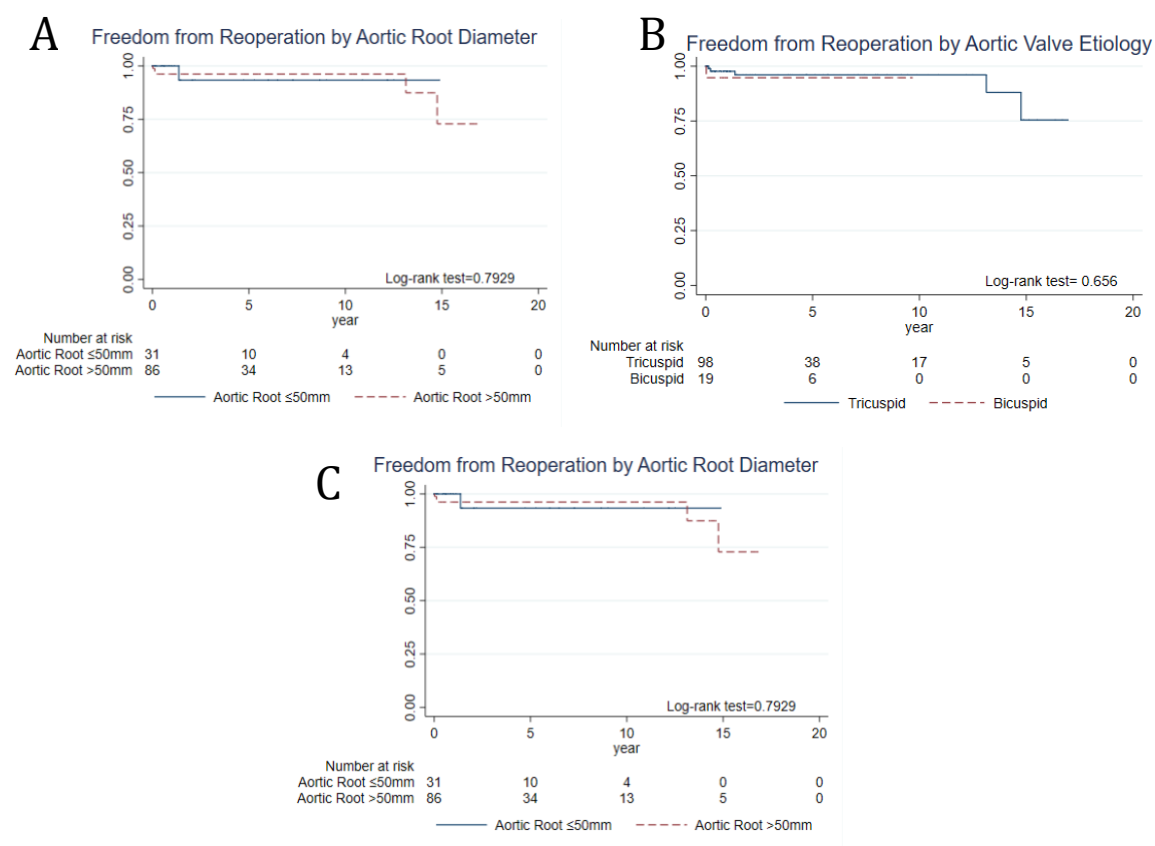 A
Freedom from Reoperation by Aortic Root Diameter
1.00
0.75
0.50
0.25
0.00
Log-rank test=0.7929
0 5 10 15 20
year
Number at risk
Aortic Root ≤50mm 31 10 4 0 0
Aortic Root >50mm 86 34 13 5 0
Aortic Root ≤50mm Aortic Root >50mm
B
Freedom from Reoperation by Aortic Valve Etiology
1.00
0.75
0.50
0.25
0.00
Log-rank test= 0.656
0 5 10 15 20
year
Number at risk
Tricuspid 98 38 17 5 0
Bicuspid 19 6 0 0 0
Tricuspid Bicuspid
C
Freedom from Reoperation by Aortic Root Diameter
1.00
0.75
0.50
0.25
0.00
Log-rank test=0.7929
0 5 10 15 20
year
Number at risk
Aortic Root ≤50mm 31 10 4 0 0
Aortic Root >50mm 86 34 13 5 0
Aortic Root ≤50mm Aortic Root >50mm